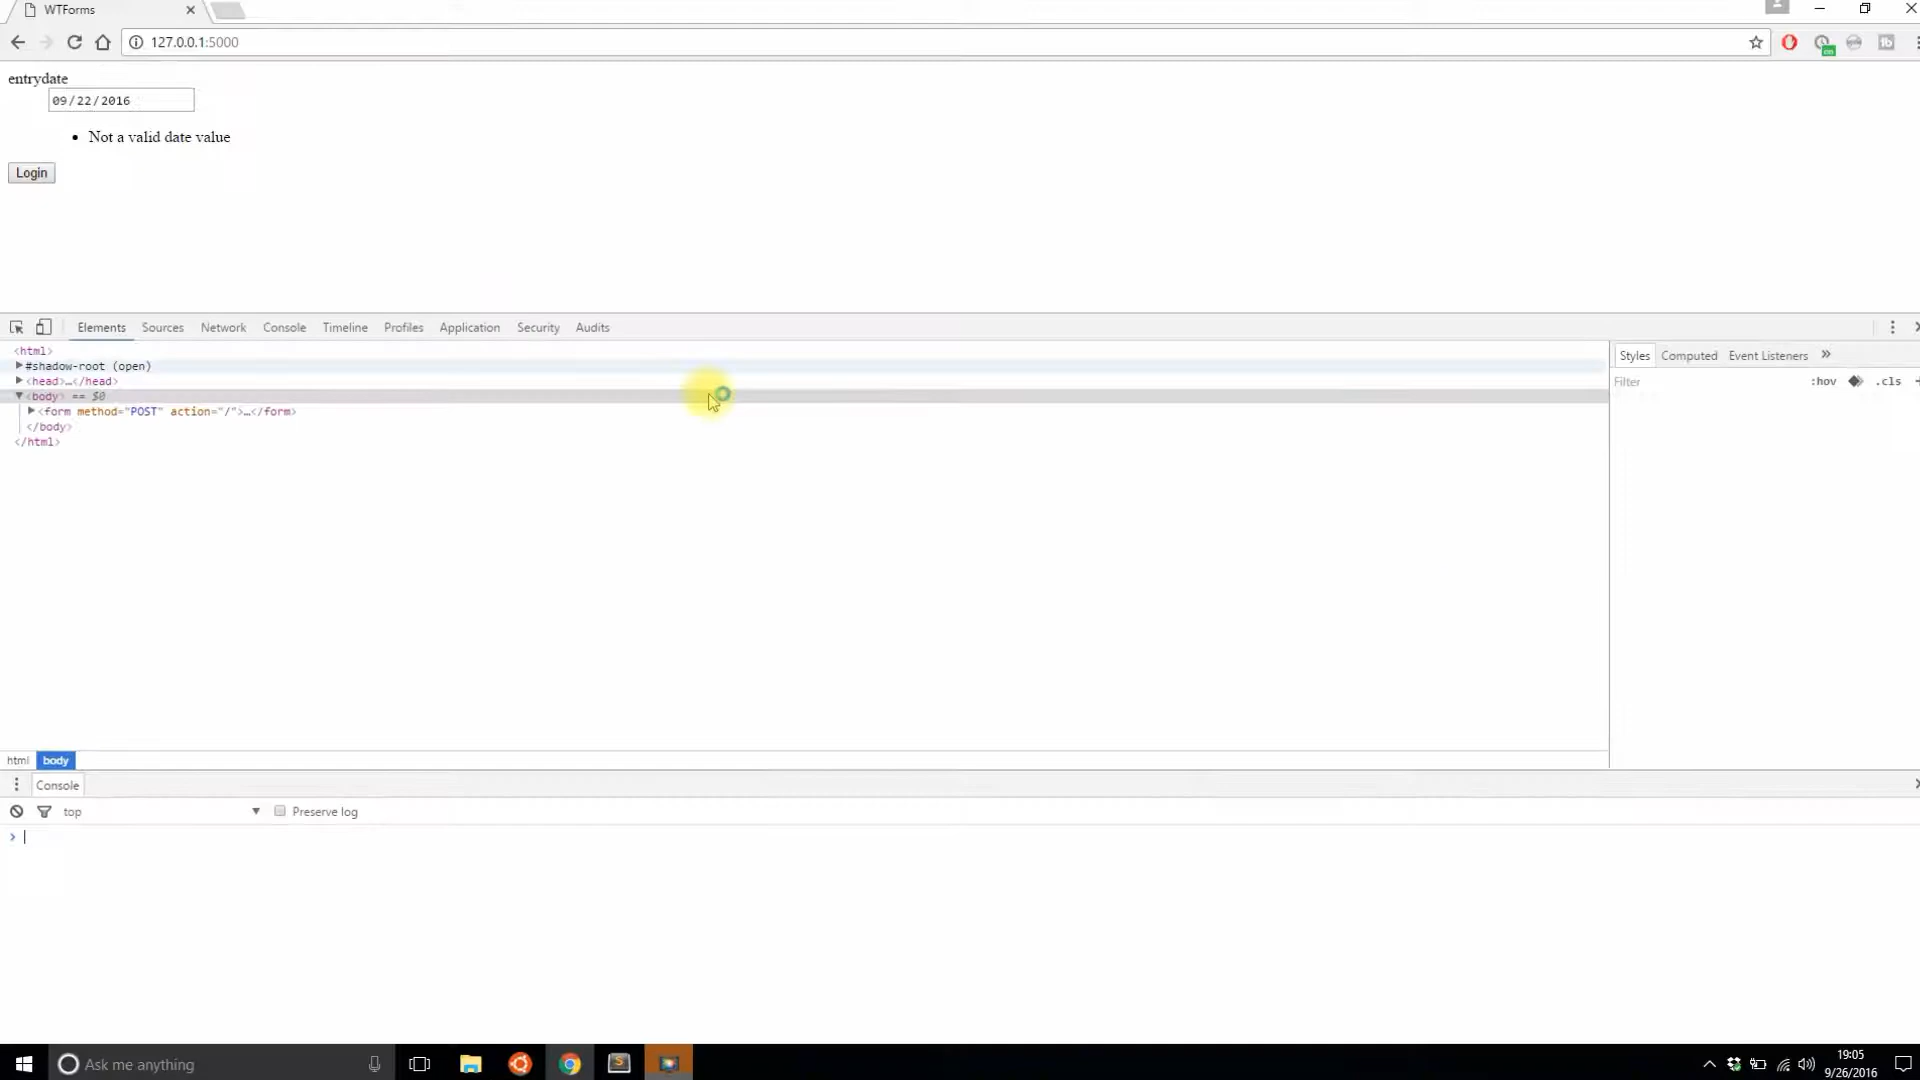 WTForms
127.0.0.1:5000
entrydate
09/22/2016
Not a valid date value
Login
Elements Sources Network Console Timeline Profiles Application Security Audits
<html>
#shadow-root (open)
<head>…</head>
<body> == $0
<form method="POST" action="/">…</form>
</body>
</html>
Styles Computed Event Listeners »
Filter :hov .cls +
html body
Console
top Preserve log
>
Ask me anything
19:05
9/26/2016